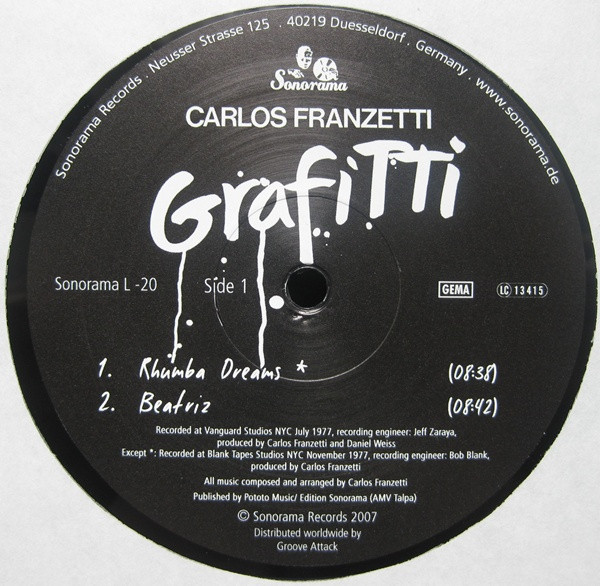 Sonorama Records . Neusser Strasse 125 . 40219 Duesseldorf . Germany . www.sonorama.de
Sonorama
CARLOS FRANZETTI
Grafitti
Sonorama L -20 Side 1 GEMA LC 13415
1. Rhumba Dreams * (08:38)
2. Beatriz (08:42)
Recorded at Vanguard Studios NYC July 1977, recording engineer: Jeff Zaraya,
produced by Carlos Franzetti and Daniel Weiss
Except *: Recorded at Blank Tapes Studios NYC November 1977, recording engineer: Bob Blank,
produced by Carlos Franzetti
All music composed and arranged by Carlos Franzetti
Published by Pototo Music/ Edition Sonorama (AMV Talpa)
© Sonorama Records 2007
Distributed worldwide by
Groove Attack